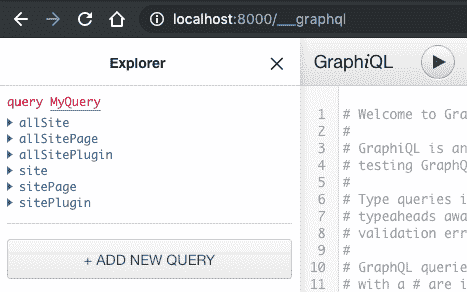 localhost:8000/___graphql
Explorer
GraphiQL
query MyQuery
allSite
allSitePage
allSitePlugin
site
sitePage
sitePlugin
+ ADD NEW QUERY
1 # Welcome to Gra
2 #
3 # GraphiQL is an
4 # testing GraphQ
5 #
6 # Type queries i
7 # typeaheads awa
8 # validation err
9 #
10 # GraphQL querie
11 # with a # are i